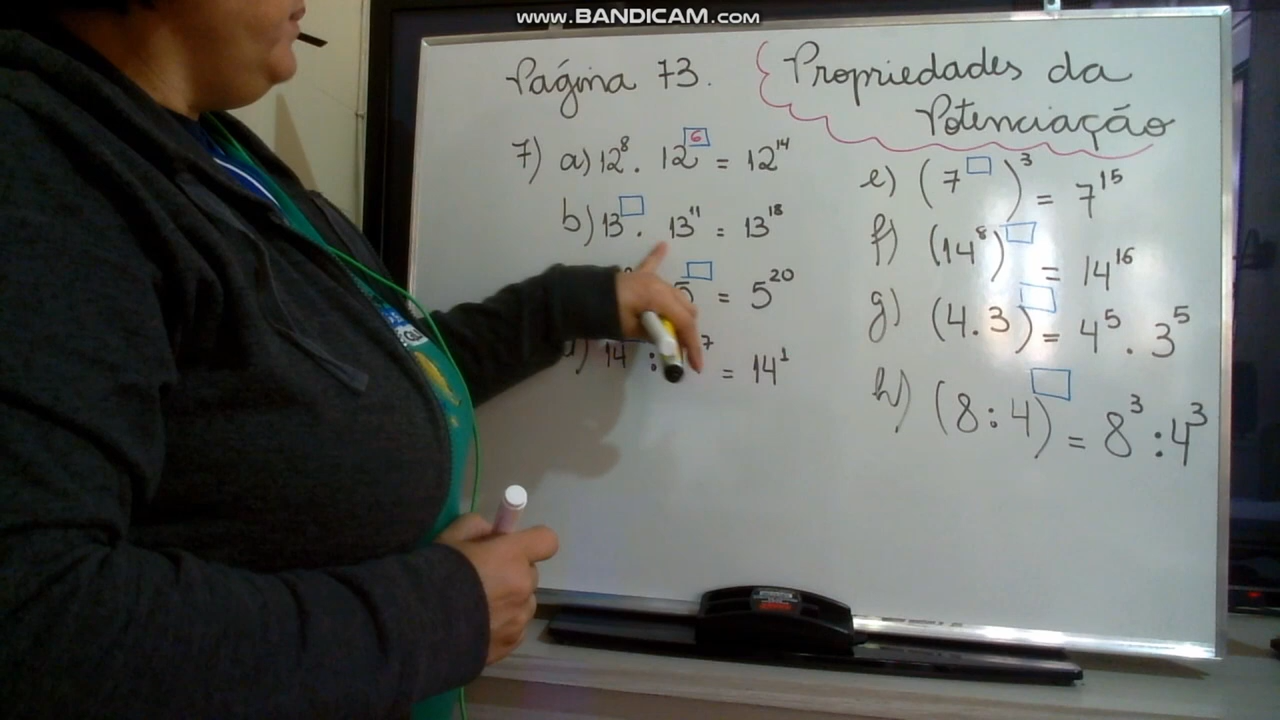 www.BANDICAM.com
Página 73.
Propriedades da
Potenciação
7) a) 12⁸ . 12⁶ = 12¹⁴
b) 13□ . 13¹¹ = 13¹⁸
5□ = 5²⁰
d) 14 : ⁷ = 14¹
e) (7□)³ = 7¹⁵
f) (14⁸)□ = 14¹⁶
g) (4.3)□ = 4⁵ . 3⁵
h) (8:4)□ = 8³ : 4³